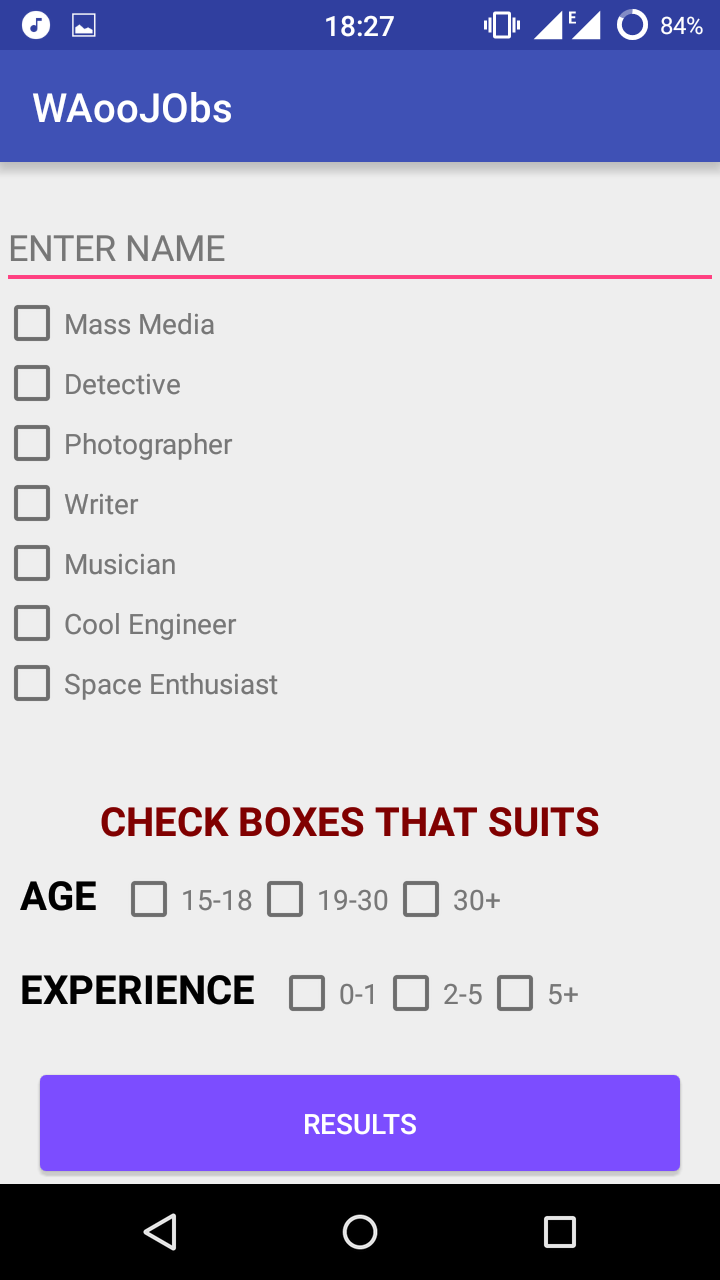 18:27 E 84%
WAooJObs
ENTER NAME
Mass Media
Detective
Photographer
Writer
Musician
Cool Engineer
Space Enthusiast
CHECK BOXES THAT SUITS
AGE 15-18 19-30 30+
EXPERIENCE 0-1 2-5 5+
RESULTS